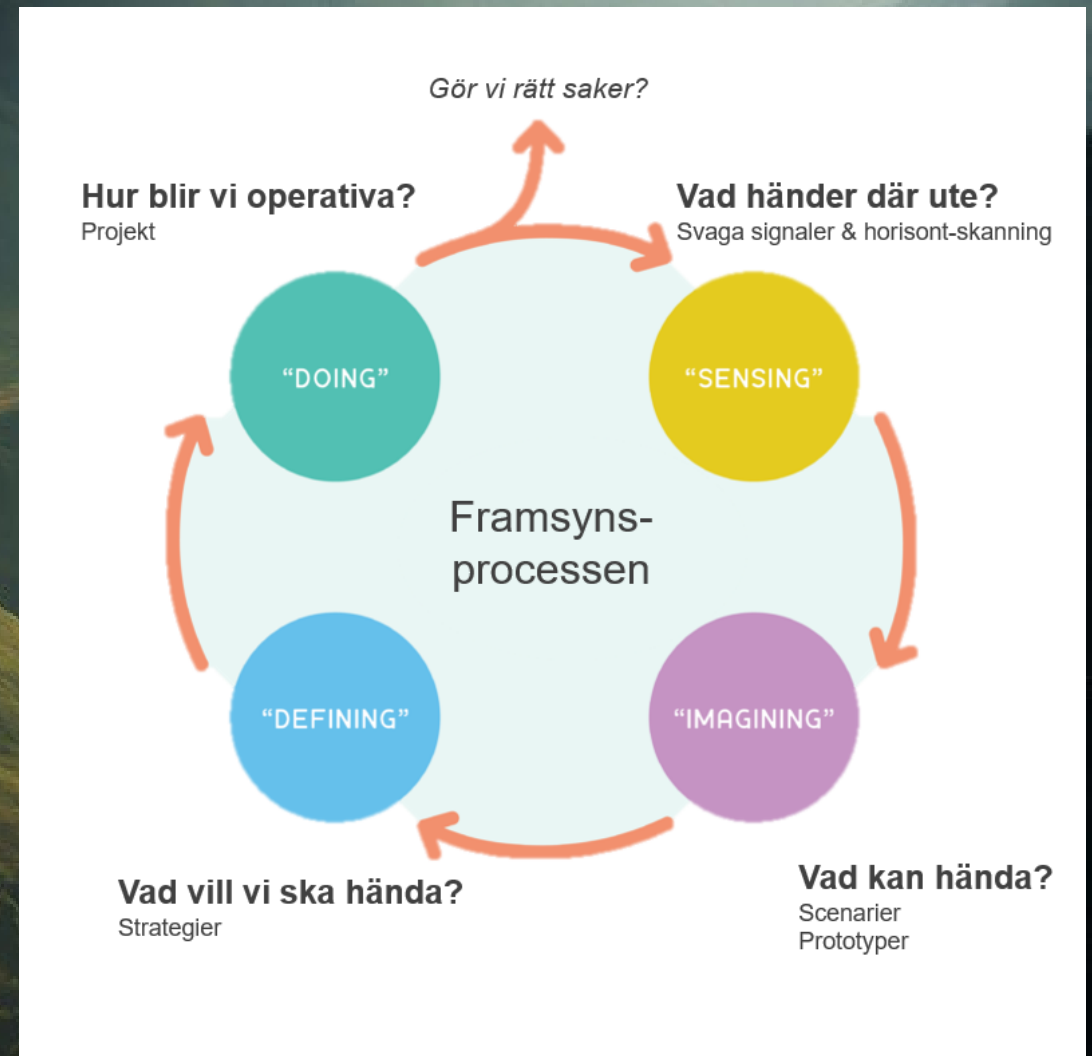 Gör vi rätt saker?
Hur blir vi operativa?
Projekt
Vad händer där ute?
Svaga signaler & horisont-skanning
“DOING”
“SENSING”
Framsyns-
processen
“DEFINING”
“IMAGINING”
Vad vill vi ska hända?
Strategier
Vad kan hända?
Scenarier
Prototyper